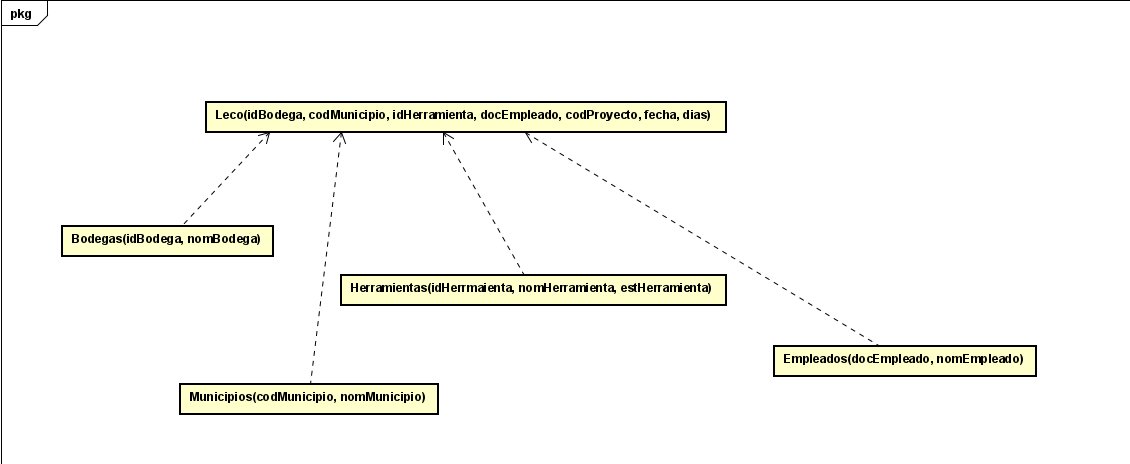 pkg
Leco(idBodega, codMunicipio, idHerramienta, docEmpleado, codProyecto, fecha, dias)
Bodegas(idBodega, nomBodega)
Herramientas(idHerrmaienta, nomHerramienta, estHerramienta)
Empleados(docEmpleado, nomEmpleado)
Municipios(codMunicipio, nomMunicipio)